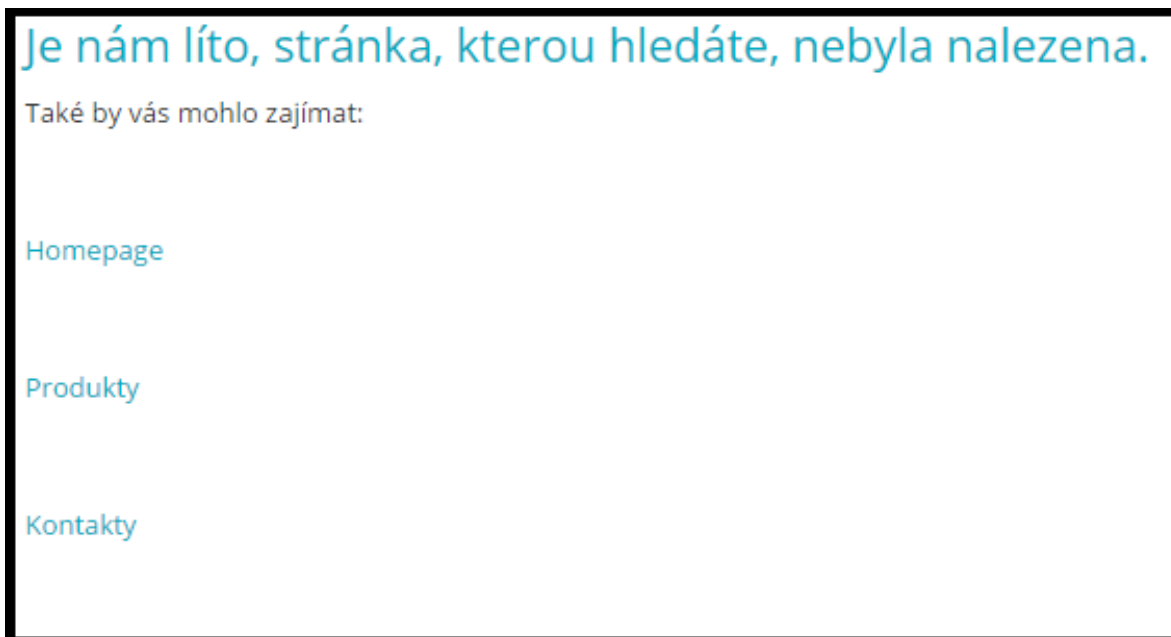 Je nám líto, stránka, kterou hledáte, nebyla nalezena.
Také by vás mohlo zajímat:
Homepage
Produkty
Kontakty